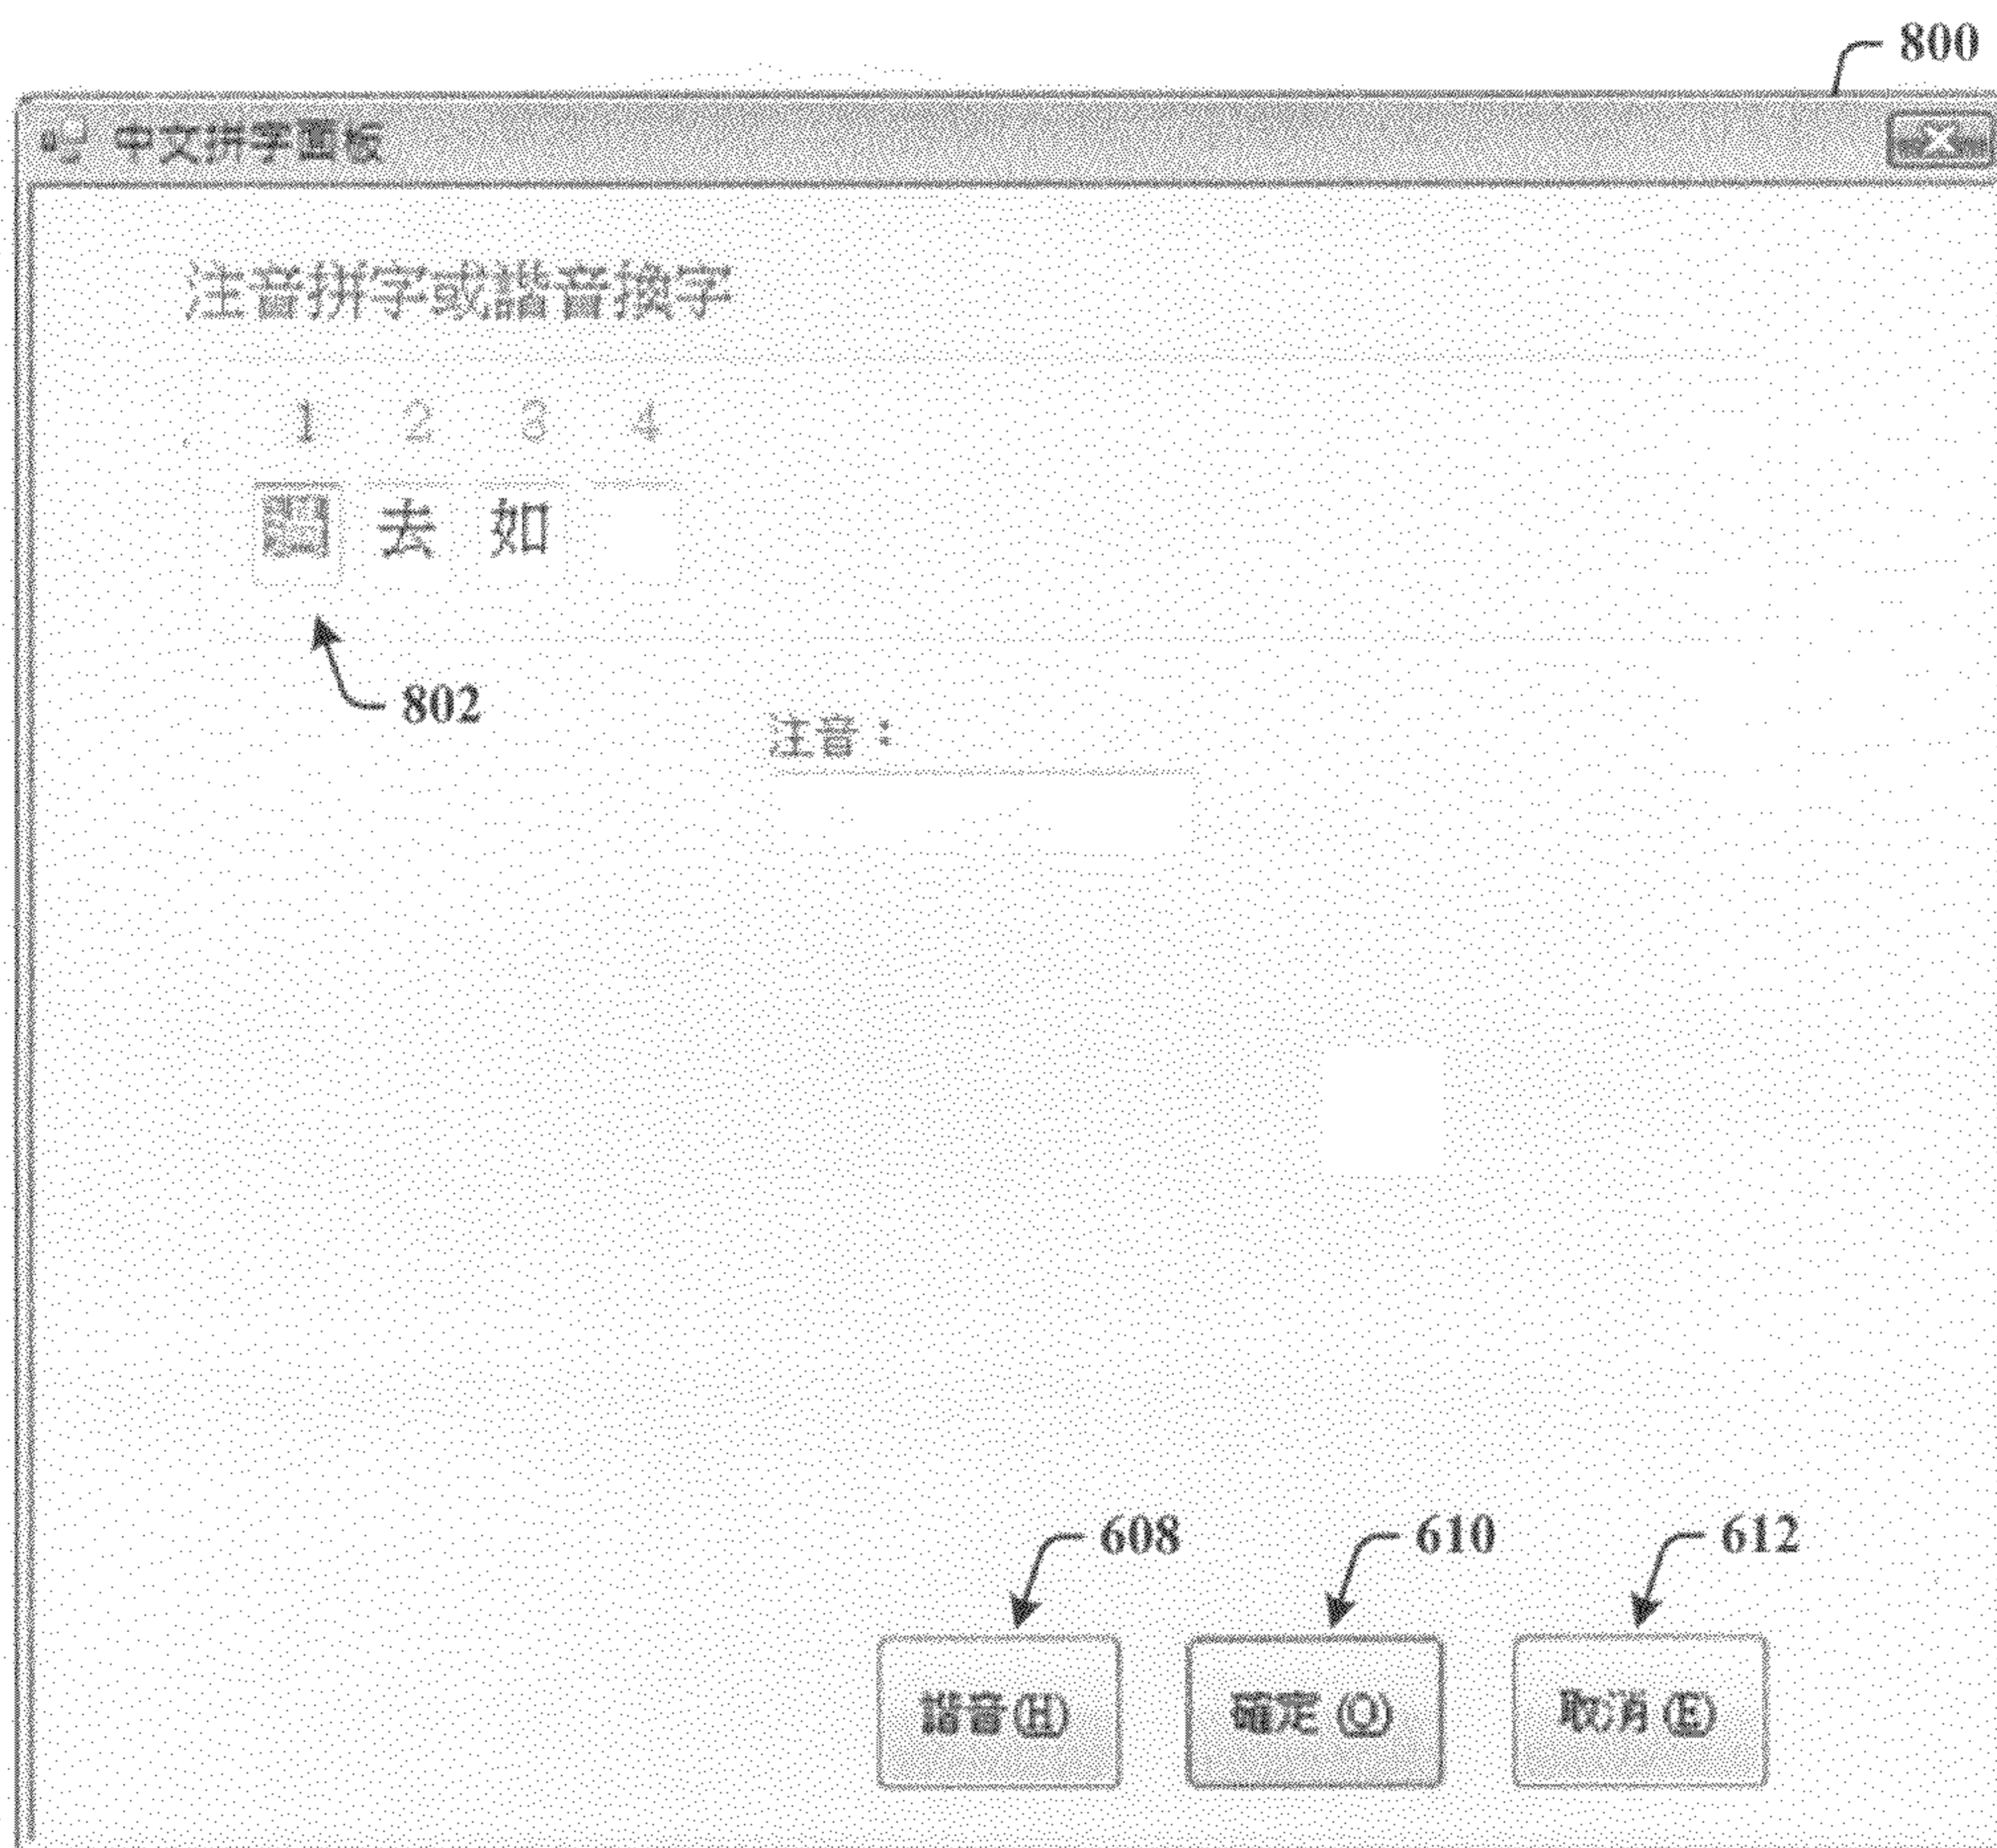 800
中文拼字面板
注音拼字或諧音換字
1 2 3 4
去 如
802
注音：
608 610 612
諧音(H) 確定(O) 取消(E)